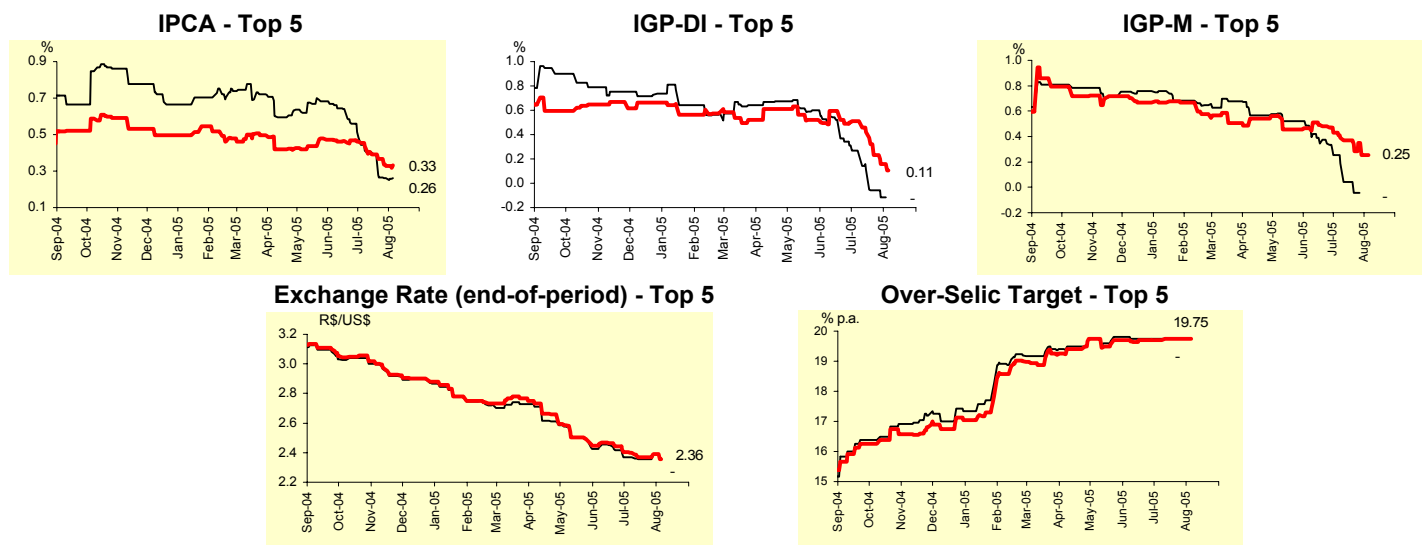 IPCA - Top 5
%
0.9
0.7
0.5
0.3
0.1
0.33
0.26
Sep-04
Oct-04
Nov-04
Dec-04
Jan-05
Feb-05
Mar-05
Apr-05
May-05
Jun-05
Jul-05
Aug-05
IGP-DI - Top 5
%
1.0
0.8
0.6
0.4
0.2
0.0
-0.2
0.11
-
Sep-04
Oct-04
Nov-04
Dec-04
Jan-05
Feb-05
Mar-05
Apr-05
May-05
Jun-05
Jul-05
Aug-05
IGP-M - Top 5
%
1.0
0.8
0.6
0.4
0.2
0.0
-0.2
0.25
-
Sep-04
Oct-04
Nov-04
Dec-04
Jan-05
Feb-05
Mar-05
Apr-05
May-05
Jun-05
Jul-05
Aug-05
Exchange Rate (end-of-period) - Top 5
R$/US$
3.2
3.0
2.8
2.6
2.4
2.2
2.36
-
Sep-04
Oct-04
Nov-04
Dec-04
Jan-05
Feb-05
Mar-05
Apr-05
May-05
Jun-05
Jul-05
Aug-05
Over-Selic Target - Top 5
% p.a.
20
19
18
17
16
15
19.75
-
Sep-04
Oct-04
Nov-04
Dec-04
Jan-05
Feb-05
Mar-05
Apr-05
May-05
Jun-05
Jul-05
Aug-05